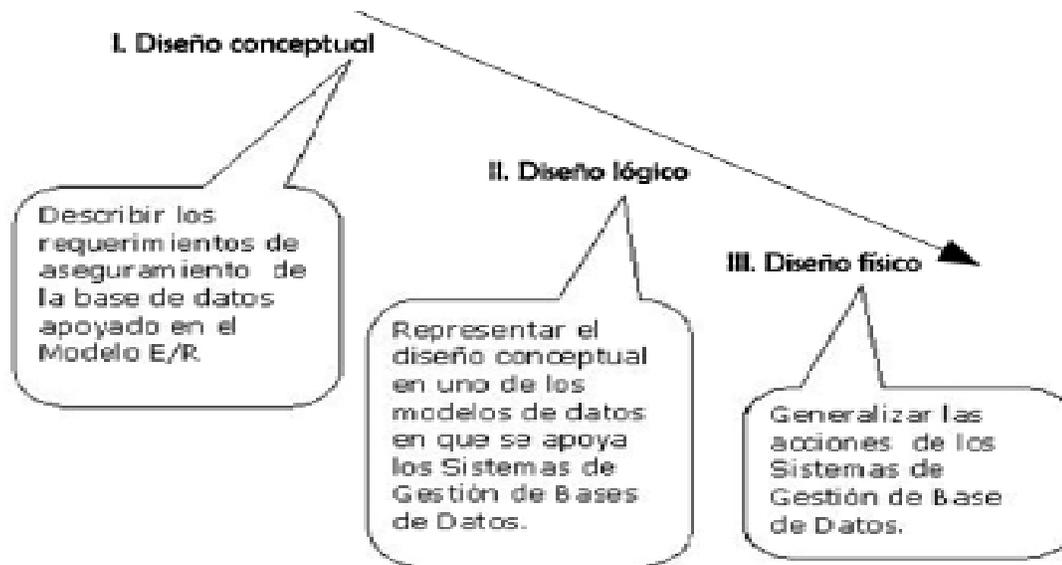 I. Diseño conceptual
Describir los
requerimientos de
aseguramiento de
la base de datos
apoyado en el
Modelo E/R
II. Diseño lógico
Representar el
diseño conceptual
en uno de los
modelos de datos
en que se apoya
los Sistemas de
Gestión de Bases
de Datos.
III. Diseño físico
Generalizar las
acciones de los
Sistemas de
Gestión de Base
de Datos.